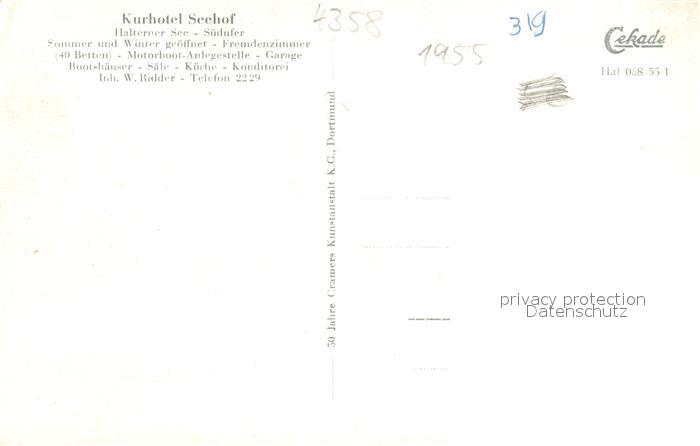 Kurhotel Seehof
Halterner See - Südufer
Sommer und Winter geöffnet - Fremdenzimmer
(40 Betten) - Motorboot-Anlegestelle - Garage
Bootshäuser - Säle - Küche - Konditorei
Inh. W. Ridder - Telefon 2229
4358
1955
319
Cekade
Hal 068 55 1
50 Jahre Cramers Kunstanstalt K.G., Dortmund
privacy protection
Datenschutz